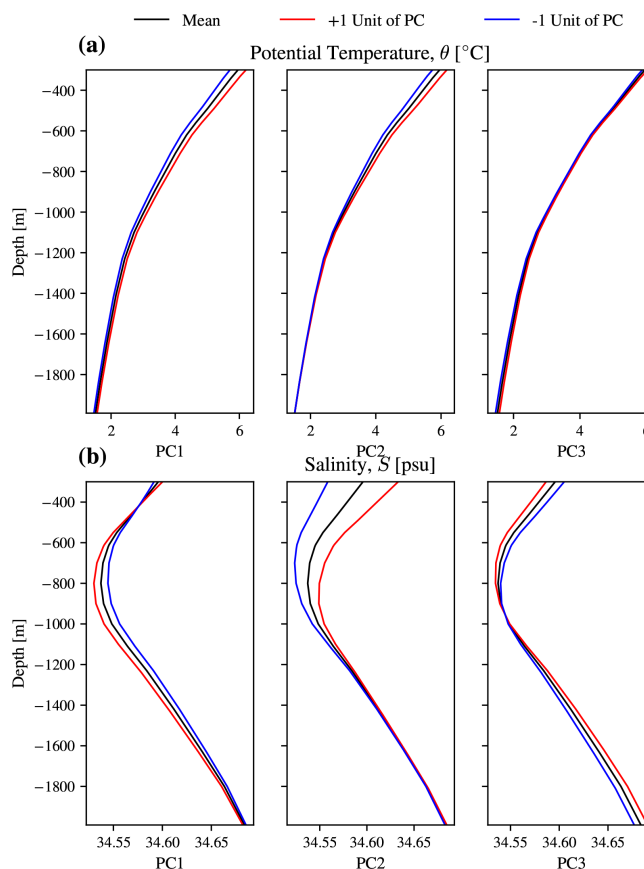 Mean +1 Unit of PC -1 Unit of PC
(a)
Potential Temperature, θ [°C]
Depth [m]
−400
−600
−800
−1000
−1200
−1400
−1600
−1800
2 4 6 2 4 6 2 4 6
PC1 PC2 PC3
(b)
Salinity, S [psu]
Depth [m]
−400
−600
−800
−1000
−1200
−1400
−1600
−1800
34.55 34.60 34.65 34.55 34.60 34.65 34.55 34.60 34.65
PC1 PC2 PC3